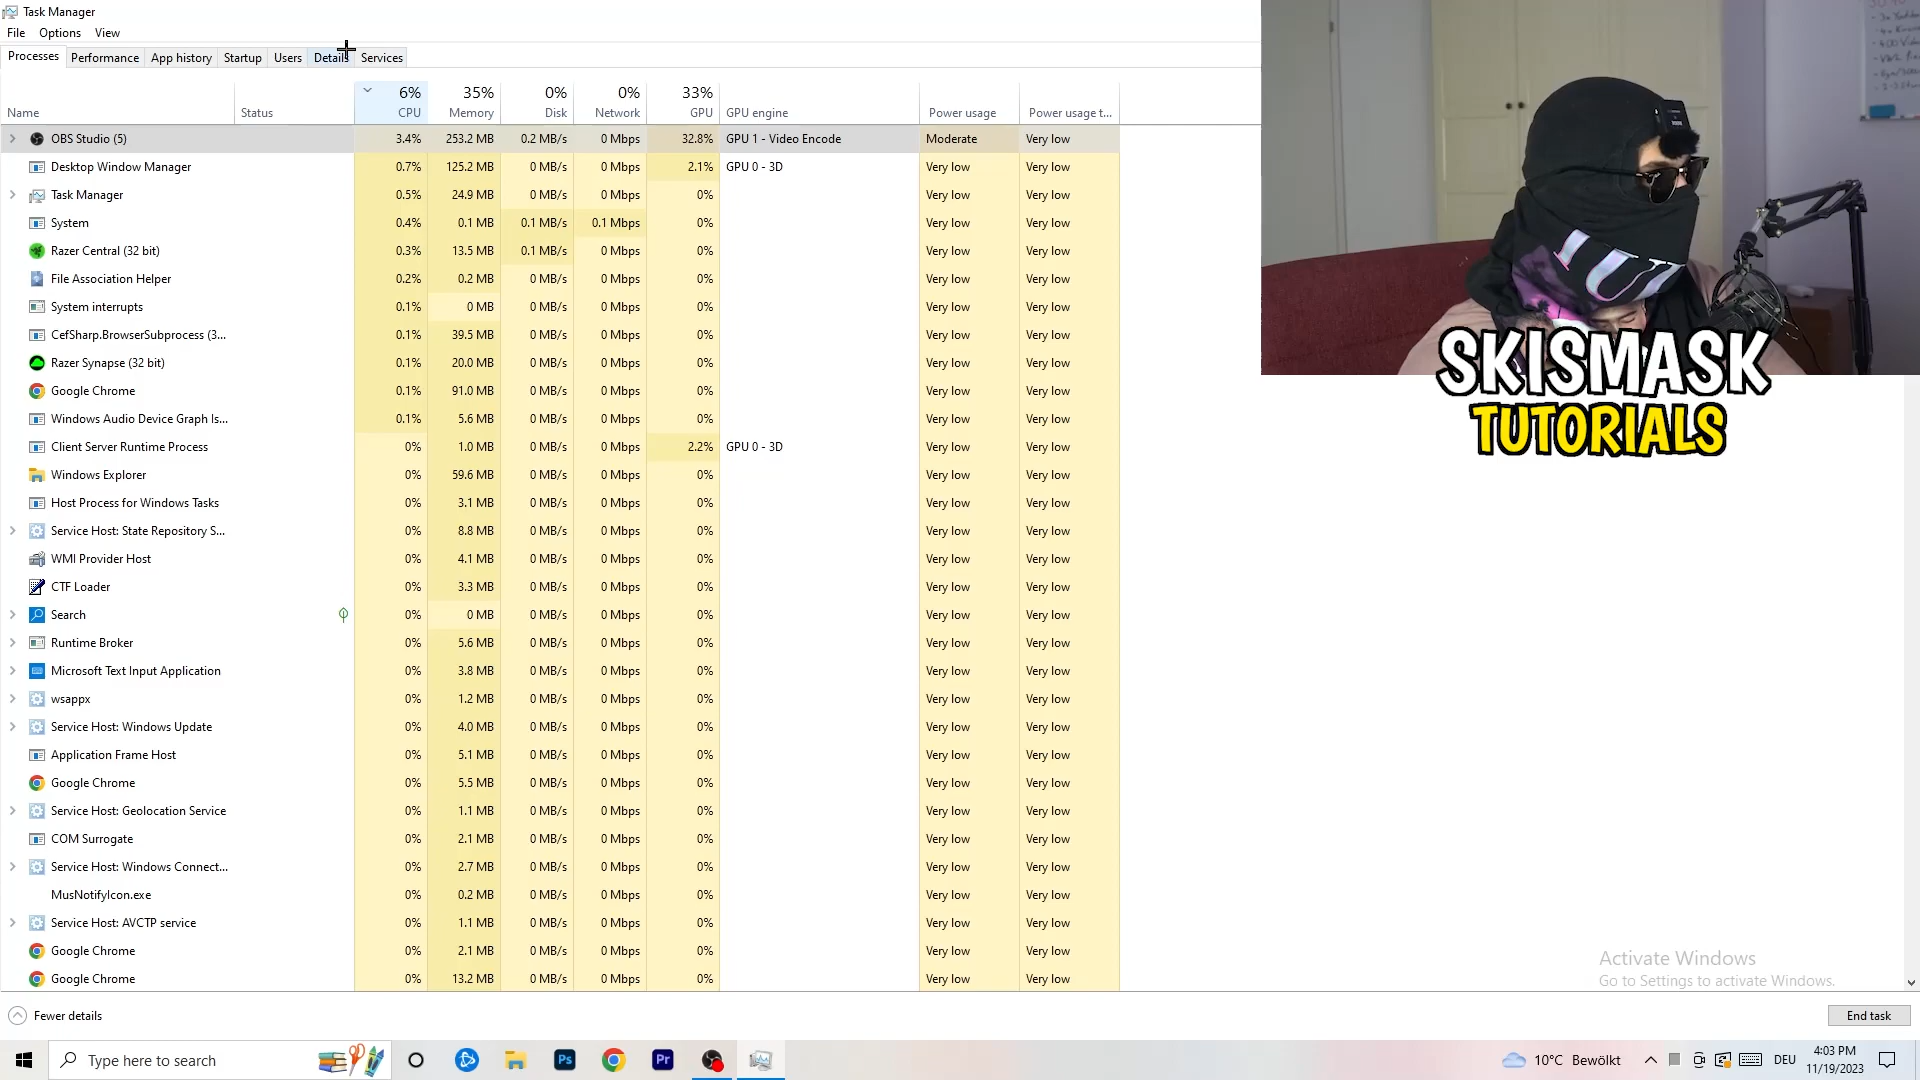 Task Manager
File Options View
Processes Performance App history Startup Users Details Services
6% 35% 0% 0% 33%
Name Status CPU Memory Disk Network GPU GPU engine Power usage Power usage t...
OBS Studio (5) 3.4% 253.2 MB 0.2 MB/s 0 Mbps 32.8% GPU 1 - Video Encode Moderate Very low
Desktop Window Manager 0.7% 125.2 MB 0 MB/s 0 Mbps 2.1% GPU 0 - 3D Very low Very low
Task Manager 0.5% 24.9 MB 0 MB/s 0 Mbps 0% Very low Very low
System 0.4% 0.1 MB 0.1 MB/s 0.1 Mbps 0% Very low Very low
Razer Central (32 bit) 0.3% 13.5 MB 0.1 MB/s 0 Mbps 0% Very low Very low
File Association Helper 0.2% 0.2 MB 0 MB/s 0 Mbps 0% Very low Very low
System interrupts 0.1% 0 MB 0 MB/s 0 Mbps 0% Very low Very low
CefSharp.BrowserSubprocess (3... 0.1% 39.5 MB 0 MB/s 0 Mbps 0% Very low Very low
Razer Synapse (32 bit) 0.1% 20.0 MB 0 MB/s 0 Mbps 0% Very low Very low
Google Chrome 0.1% 91.0 MB 0 MB/s 0 Mbps 0% Very low Very low
Windows Audio Device Graph Is... 0.1% 5.6 MB 0 MB/s 0 Mbps 0% Very low Very low
Client Server Runtime Process 0% 1.0 MB 0 MB/s 0 Mbps 2.2% GPU 0 - 3D Very low Very low
Windows Explorer 0% 59.6 MB 0 MB/s 0 Mbps 0% Very low Very low
Host Process for Windows Tasks 0% 3.1 MB 0 MB/s 0 Mbps 0% Very low Very low
Service Host: State Repository S... 0% 8.8 MB 0 MB/s 0 Mbps 0% Very low Very low
WMI Provider Host 0% 4.1 MB 0 MB/s 0 Mbps 0% Very low Very low
CTF Loader 0% 3.3 MB 0 MB/s 0 Mbps 0% Very low Very low
Search 0% 0 MB 0 MB/s 0 Mbps 0% Very low Very low
Runtime Broker 0% 5.6 MB 0 MB/s 0 Mbps 0% Very low Very low
Microsoft Text Input Application 0% 3.8 MB 0 MB/s 0 Mbps 0% Very low Very low
wsappx 0% 1.2 MB 0 MB/s 0 Mbps 0% Very low Very low
Service Host: Windows Update 0% 4.0 MB 0 MB/s 0 Mbps 0% Very low Very low
Application Frame Host 0% 5.1 MB 0 MB/s 0 Mbps 0% Very low Very low
Google Chrome 0% 5.5 MB 0 MB/s 0 Mbps 0% Very low Very low
Service Host: Geolocation Service 0% 1.1 MB 0 MB/s 0 Mbps 0% Very low Very low
COM Surrogate 0% 2.1 MB 0 MB/s 0 Mbps 0% Very low Very low
Service Host: Windows Connect... 0% 2.7 MB 0 MB/s 0 Mbps 0% Very low Very low
MusNotifyIcon.exe 0% 0.2 MB 0 MB/s 0 Mbps 0% Very low Very low
Service Host: AVCTP service 0% 1.1 MB 0 MB/s 0 Mbps 0% Very low Very low
Google Chrome 0% 2.1 MB 0 MB/s 0 Mbps 0% Very low Very low
Google Chrome 0% 13.2 MB 0 MB/s 0 Mbps 0% Very low Very low
SKISMASK
TUTORIALS
Activate Windows
Go to Settings to activate Windows.
Fewer details End task
Type here to search Ps Pr 10°C Bewölkt DEU 4:03 PM
11/19/2023